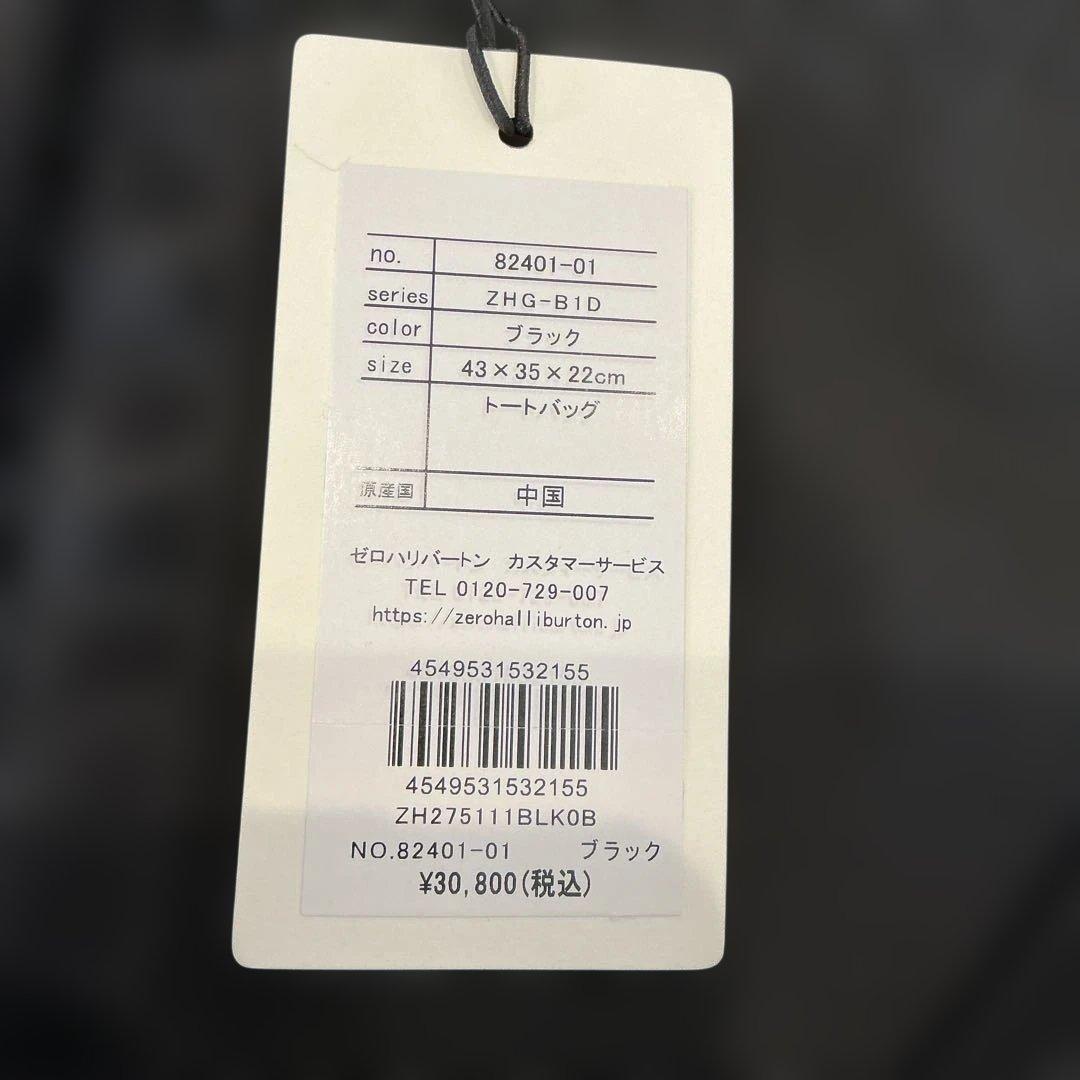 no. 82401-01
series ZHG-B1D
color ブラック
size 43×35×22cm
トートバッグ
原産国 中国
ゼロハリバートン カスタマーサービス
TEL 0120-729-007
https://zerohalliburton.jp
4549531532155
4549531532155
ZH275111BLK0B
NO.82401-01 ブラック
¥30,800(税込)